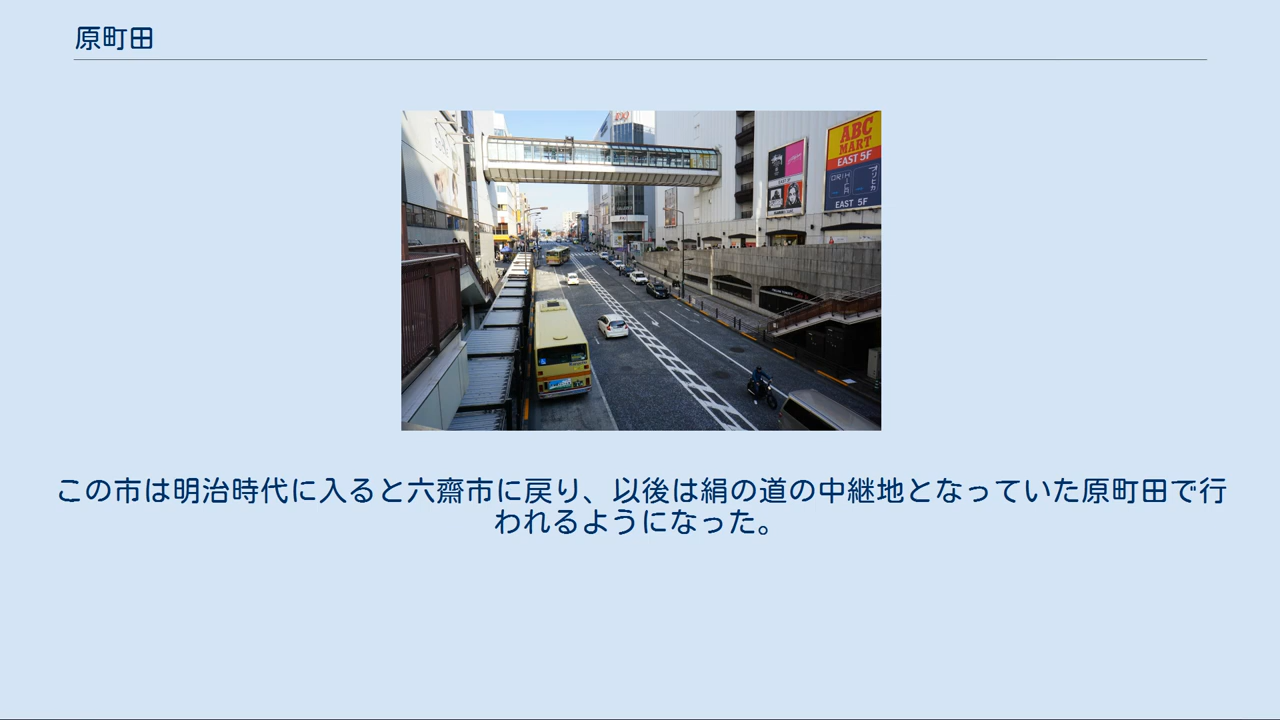 原町田
ABC
MART
EAST 5F
EAST 5F
この市は明治時代に入ると六齋市に戻り、以後は絹の道の中継地となっていた原町田で行
われるようになった。